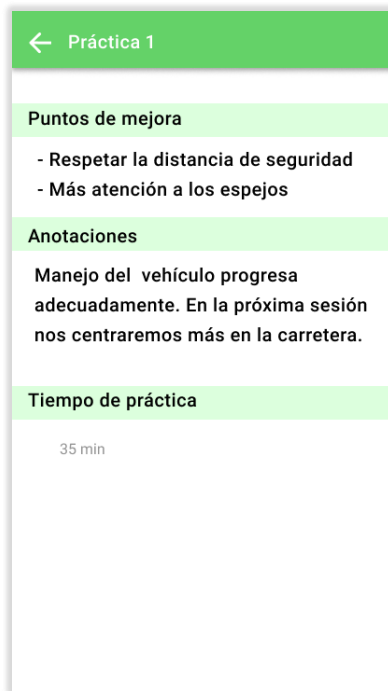 Práctica 1
Puntos de mejora
- Respetar la distancia de seguridad
- Más atención a los espejos
Anotaciones
Manejo del  vehículo progresa
adecuadamente. En la próxima sesión
nos centraremos más en la carretera.
Tiempo de práctica
35 min